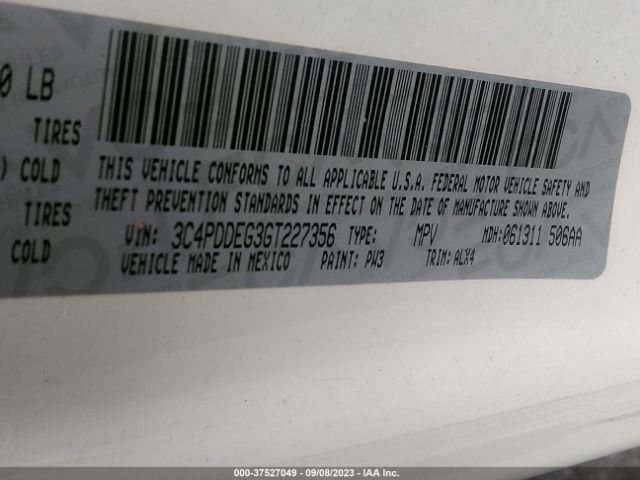 0 LB
TIRES
) COLD
TIRES
COLD
THIS VEHICLE CONFORMS TO ALL APPLICABLE U.S.A. FEDERAL MOTOR VEHICLE SAFETY AND
THEFT PREVENTION STANDARDS IN EFFECT ON THE DATE OF MANUFACTURE SHOWN ABOVE.
VIN: 3C4PDDEG3GT227356 TYPE: MPV MDH: 061311 506AA
VEHICLE MADE IN MEXICO PAINT: PW3 TRIM: ALX4
000-37527049 | 09/08/2023 | IAA Inc.